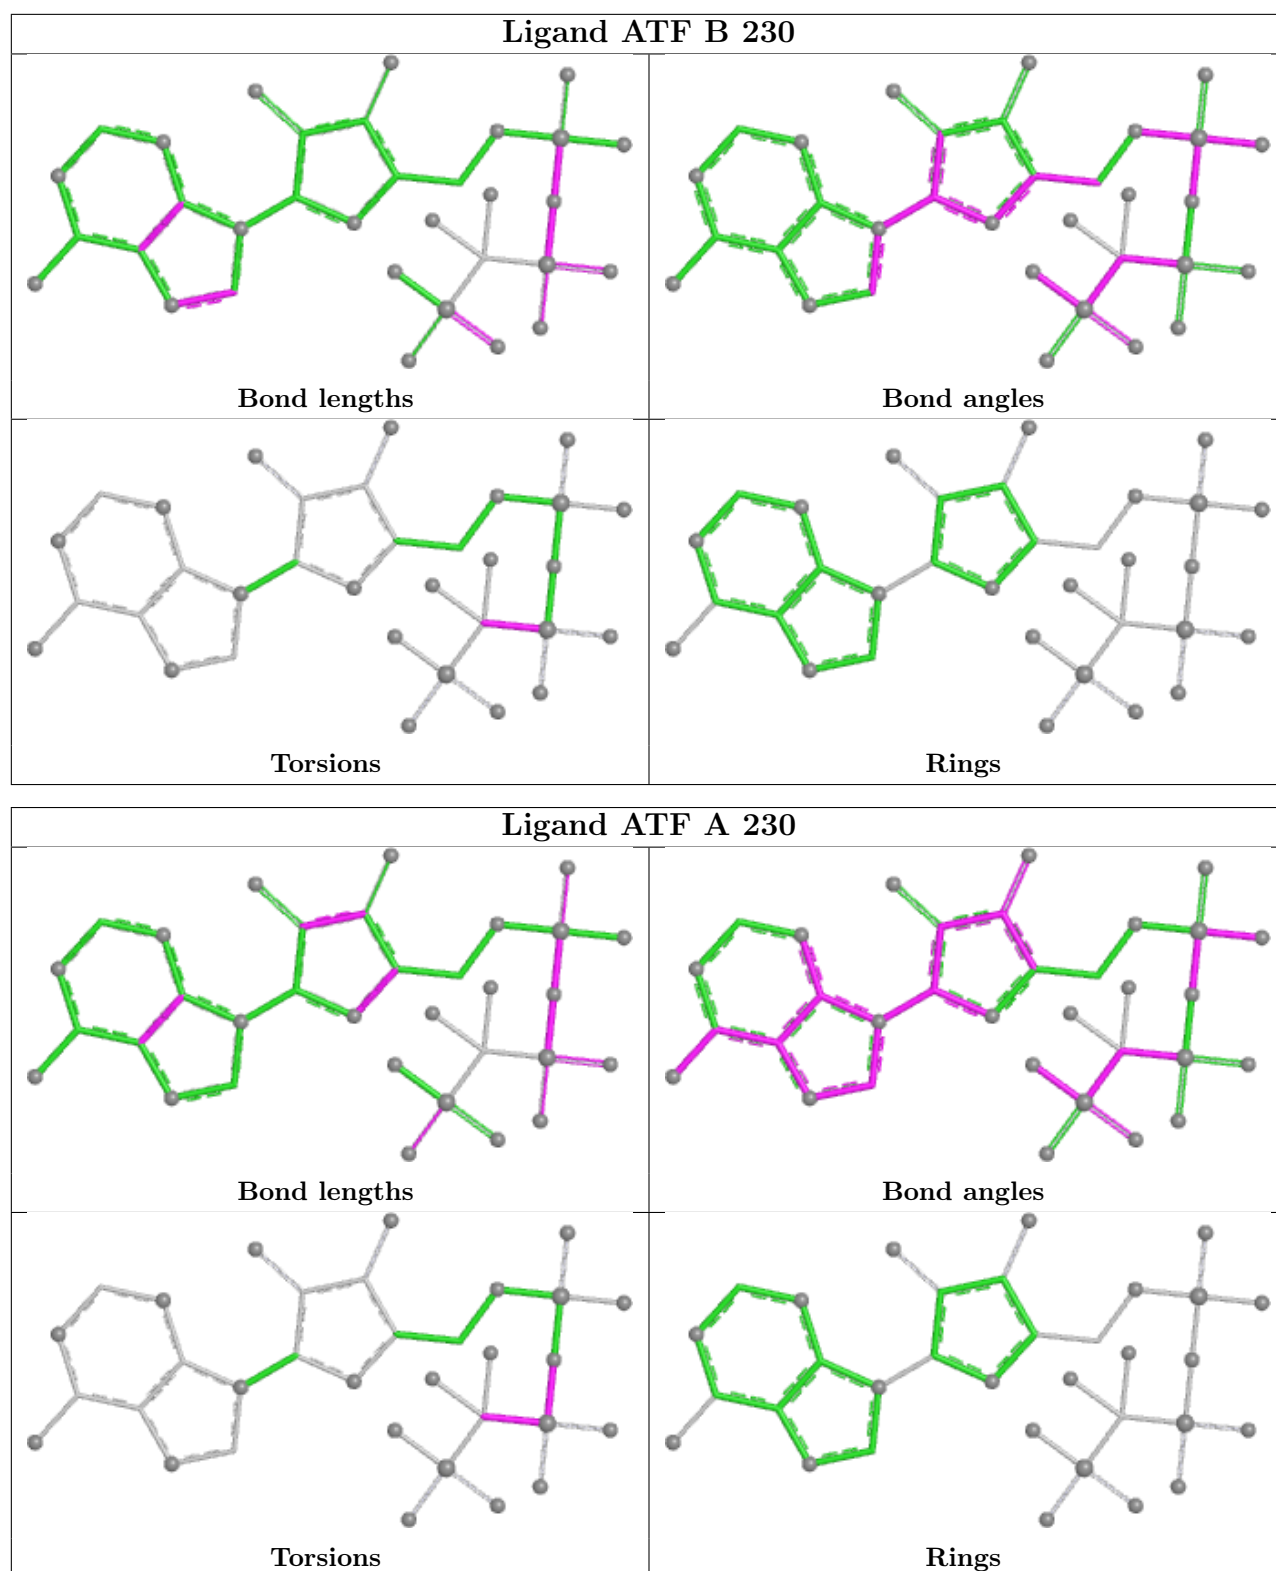 Ligand ATF B 230
Bond lengths
Bond angles
Torsions
Rings
Ligand ATF A 230
Bond lengths
Bond angles
Torsions
Rings